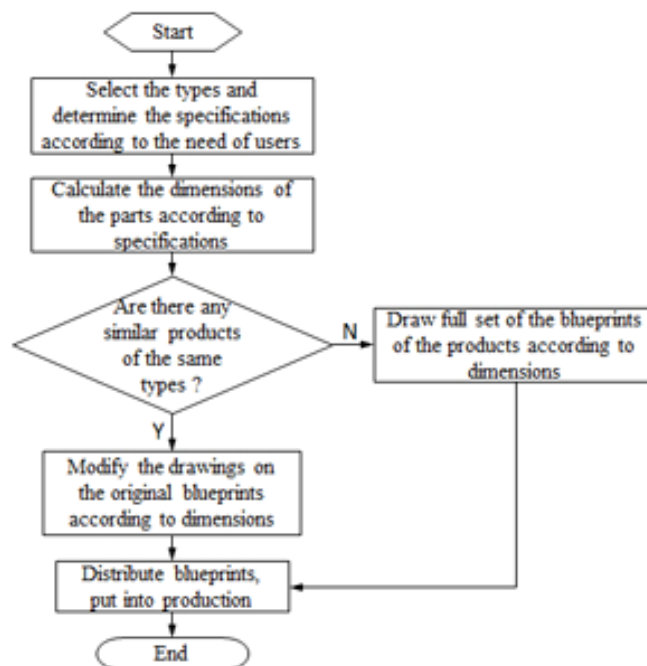 Start
Select the types and
determine the specifications
according to the need of users
Calculate the dimensions of
the parts according to
specifications
Are there any
similar products
of the same
types ?
N
Draw full set of the blueprints
of the products according to
dimensions
Y
Modify the drawings on
the original blueprints
according to dimensions
Distribute blueprints,
put into production
End